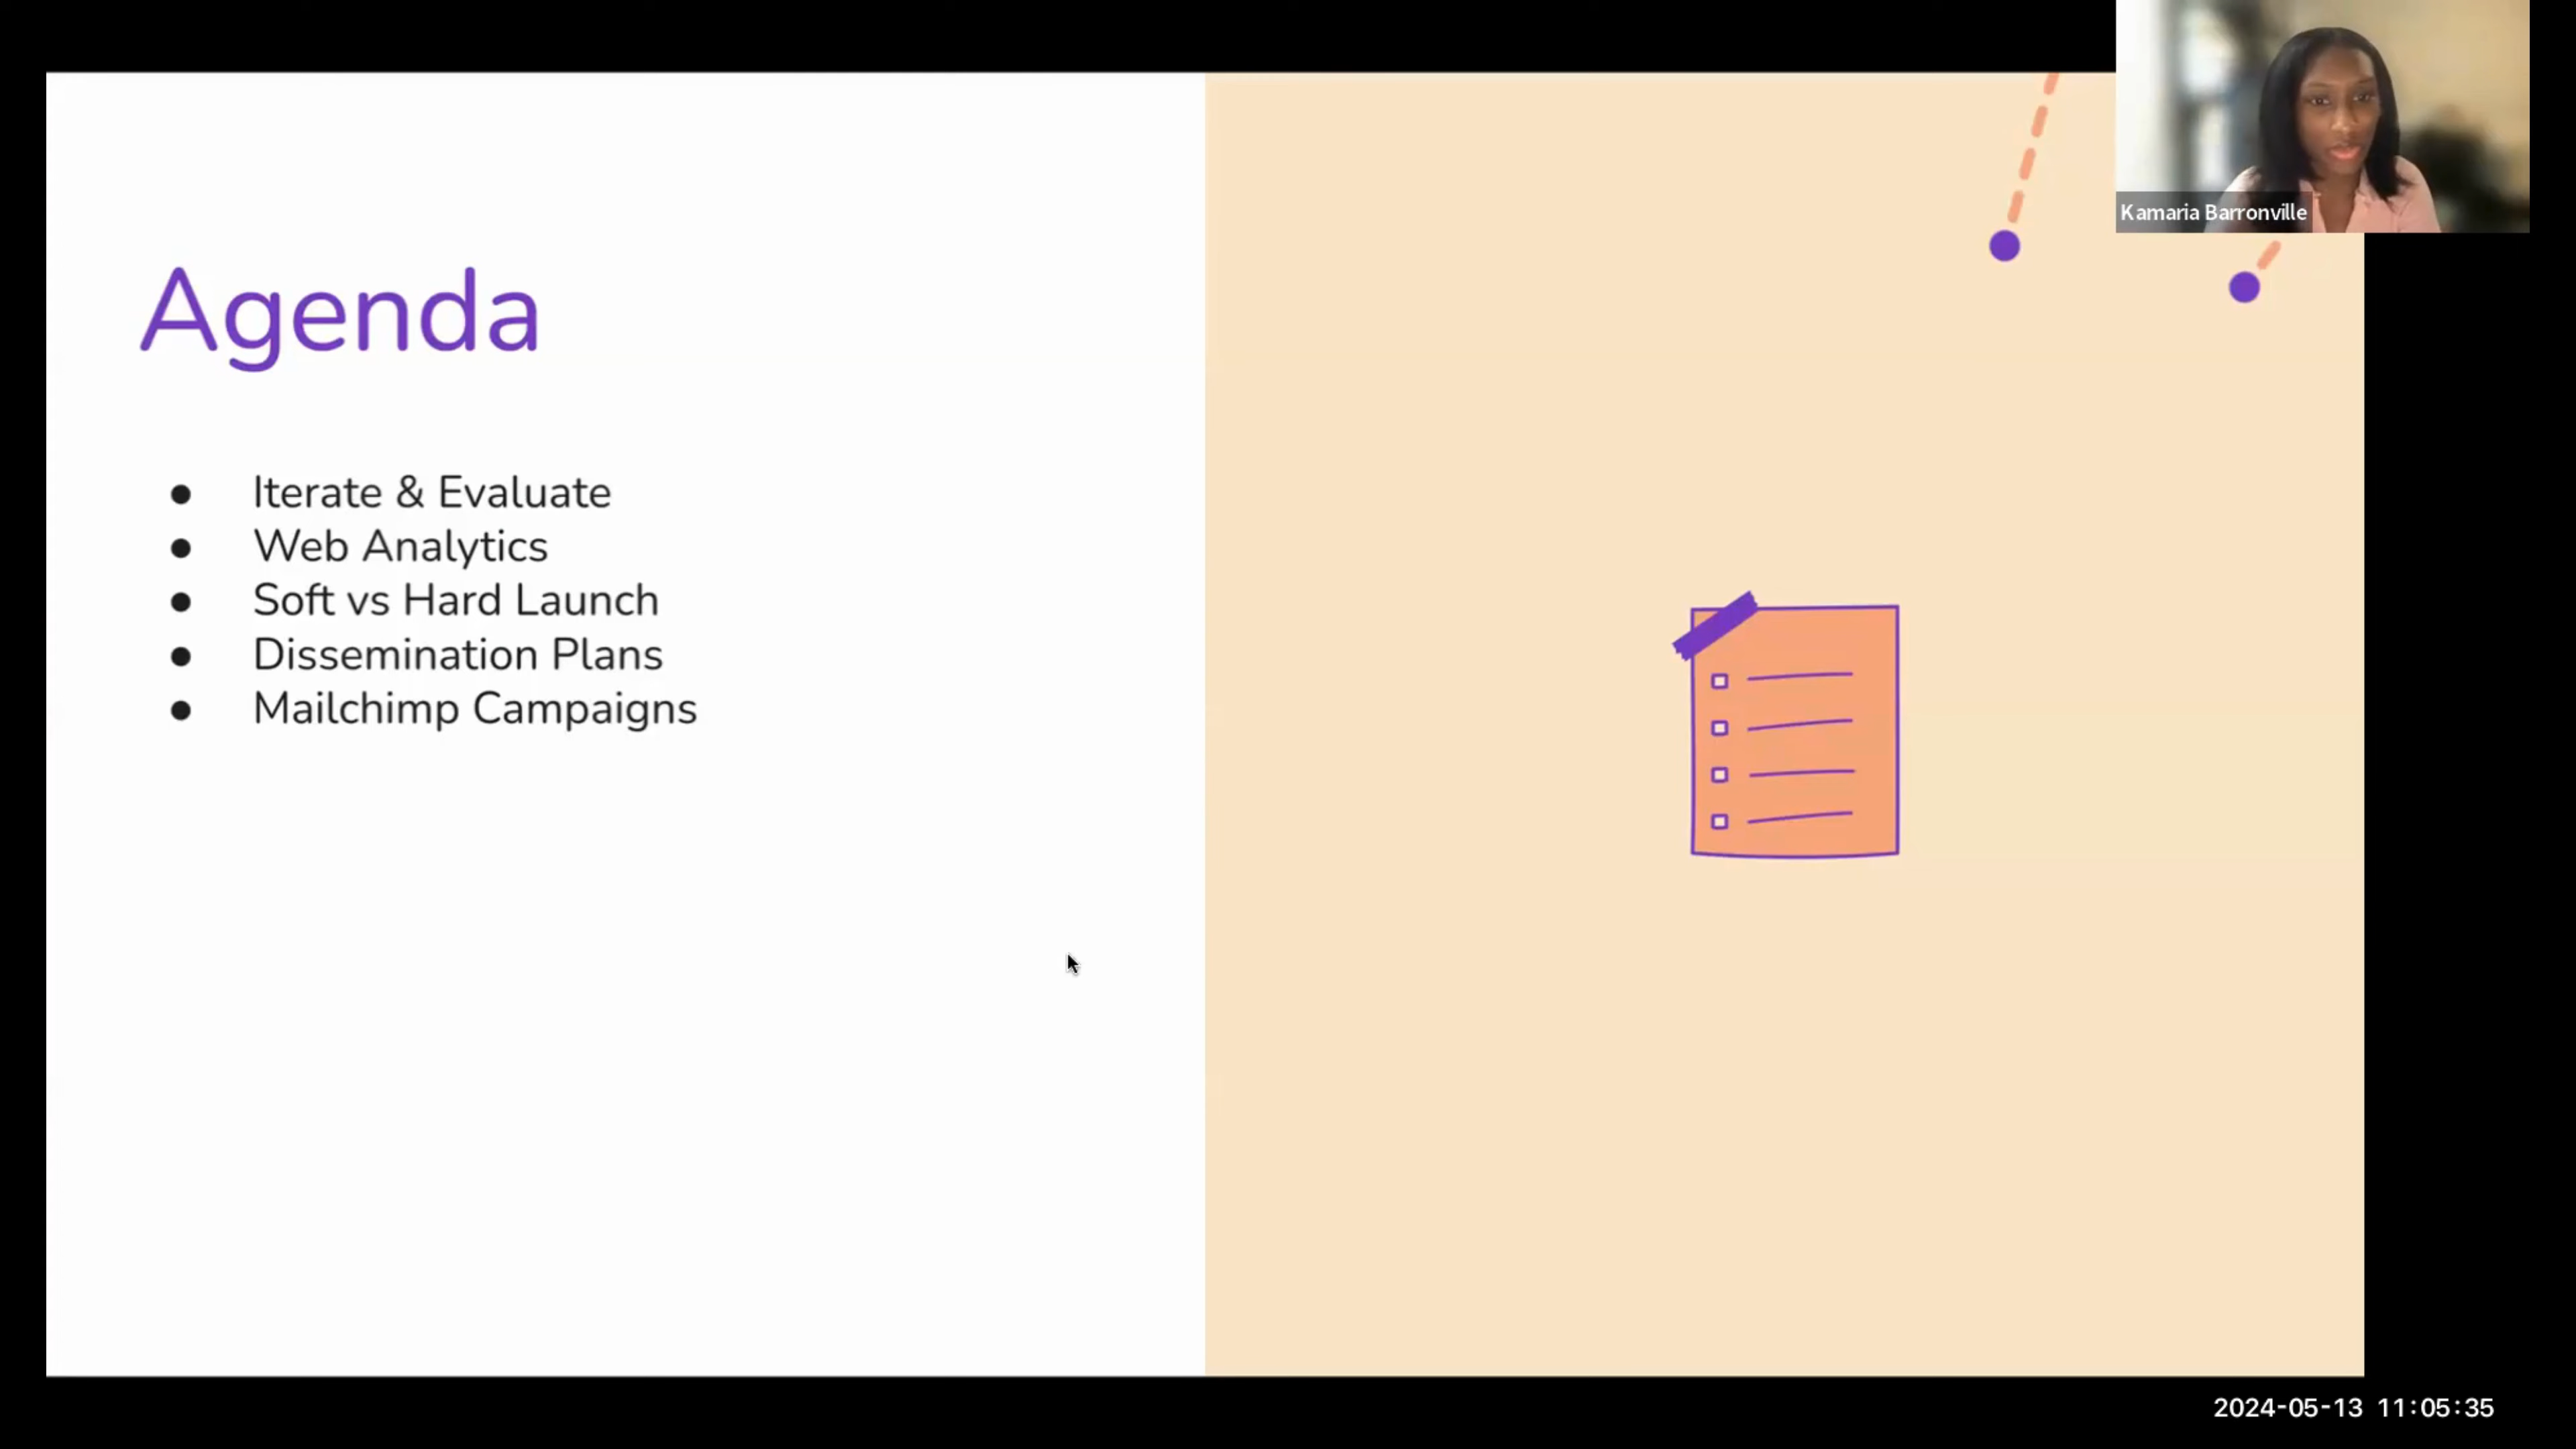 Kamaria Barronville
Agenda
● Iterate & Evaluate
● Web Analytics
● Soft vs Hard Launch
● Dissemination Plans
● Mailchimp Campaigns
2024-05-13 11:05:35